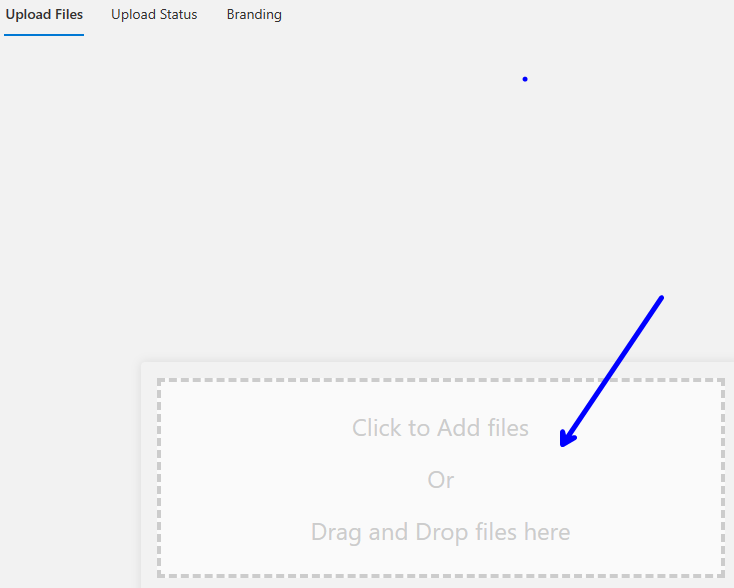 Upload Files Upload Status Branding
Click to Add files
Or
Drag and Drop files here